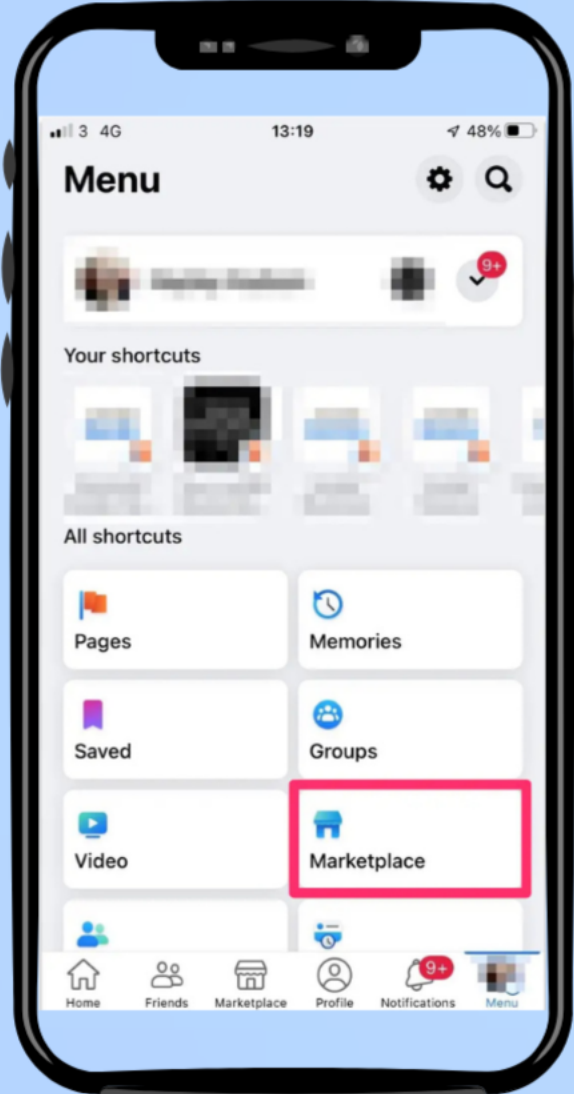 3 4G 13:19 48%
Menu
9+
Your shortcuts
All shortcuts
Pages Memories
Saved Groups
Video Marketplace
9+
Home Friends Marketplace Profile Notifications Menu